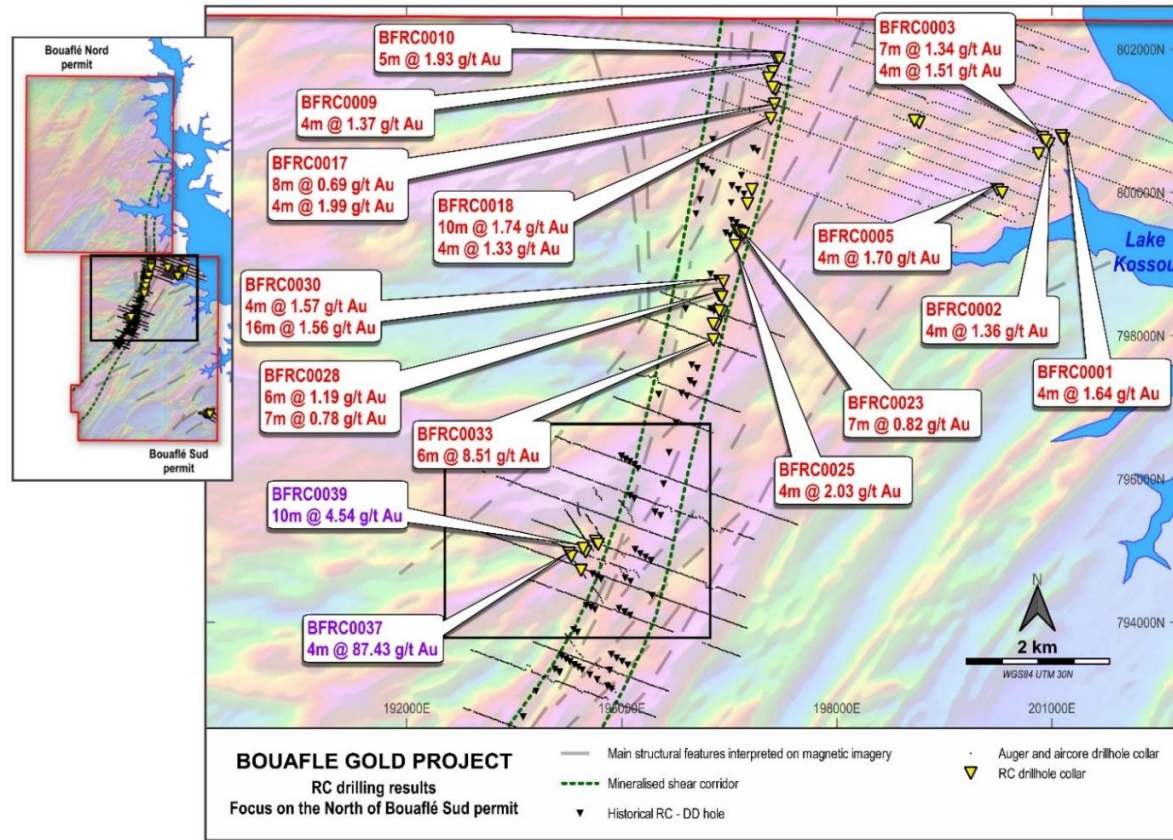 Bouaflé Nord
permit
Bouaflé Sud
permit
BFRC0010
5m @ 1.93 g/t Au
BFRC0009
4m @ 1.37 g/t Au
BFRC0017
8m @ 0.69 g/t Au
4m @ 1.99 g/t Au
BFRC0018
10m @ 1.74 g/t Au
4m @ 1.33 g/t Au
BFRC0030
4m @ 1.57 g/t Au
16m @ 1.56 g/t Au
BFRC0028
6m @ 1.19 g/t Au
7m @ 0.78 g/t Au
BFRC0033
6m @ 8.51 g/t Au
BFRC0039
10m @ 4.54 g/t Au
BFRC0037
4m @ 87.43 g/t Au
BFRC0003
7m @ 1.34 g/t Au
4m @ 1.51 g/t Au
BFRC0005
4m @ 1.70 g/t Au
BFRC0002
4m @ 1.36 g/t Au
BFRC0001
4m @ 1.64 g/t Au
BFRC0023
7m @ 0.82 g/t Au
BFRC0025
4m @ 2.03 g/t Au
Lake
Kossou
802000N
800000N
798000N
796000N
794000N
N
2 km
WGS84 UTM 30N
192000E
195000E
198000E
201000E
BOUAFLE GOLD PROJECT
RC drilling results
Focus on the North of Bouaflé Sud permit
Main structural features interpreted on magnetic imagery
Mineralised shear corridor
Historical RC - DD hole
Auger and aircore drillhole collar
RC drillhole collar